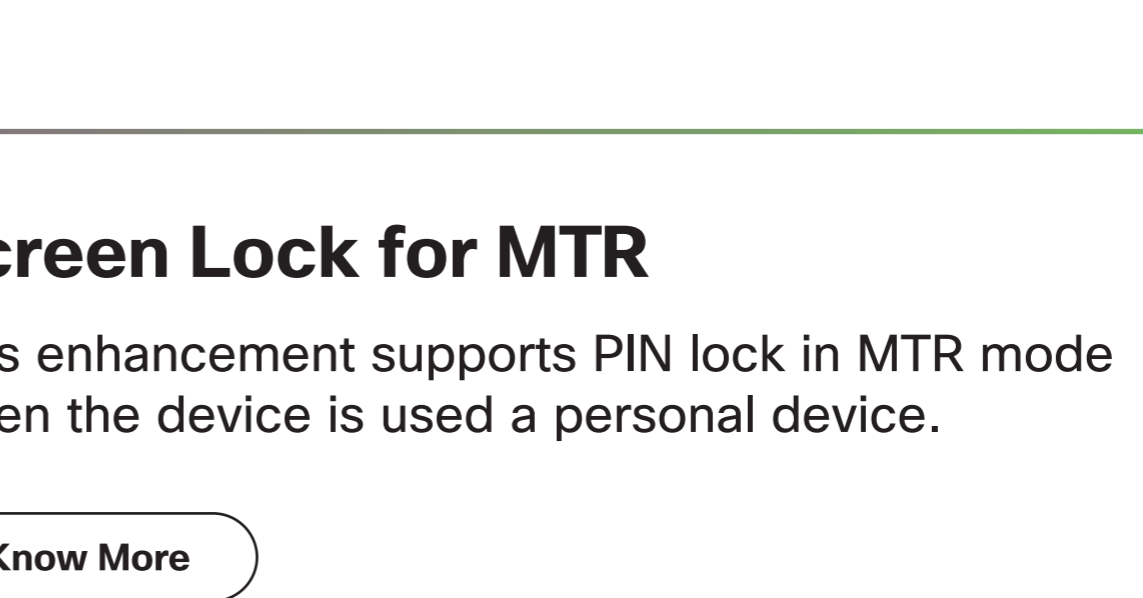 creen Lock for MTR
s enhancement supports PIN lock in MTR mode
en the device is used a personal device.
Know More